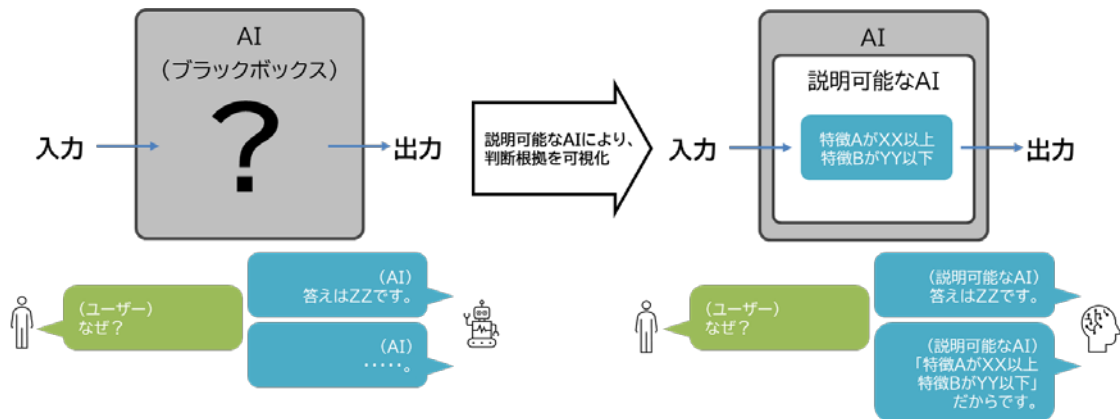 AI
（ブラックボックス）
?
入力
出力
説明可能なAIにより、
判断根拠を可視化
AI
説明可能なAI
入力
特徴AがXX以上
特徴BがYY以下
出力
（AI）
答えはZZです。
（ユーザー）
なぜ？
（AI）
・・・・・。
（説明可能なAI）
答えはZZです。
（ユーザー）
なぜ？
（説明可能なAI）
「特徴AがXX以上
特徴BがYY以下」
だからです。